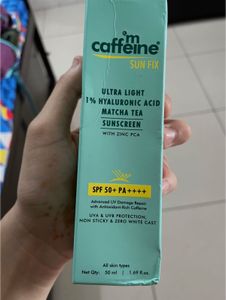 m
caffeine®
SUN FIX
ULTRA LIGHT
1% HYALURONIC ACID
MATCHA TEA
SUNSCREEN
WITH ZINC PCA
SPF 50+ PA++++
Advanced UV Damage Repair
with Antioxidant-Rich Caffeine
UVA & UVB PROTECTION,
NON STICKY & ZERO WHITE CAST
All skin types
Net Qty. 50 ml | 1.69 fl.oz.